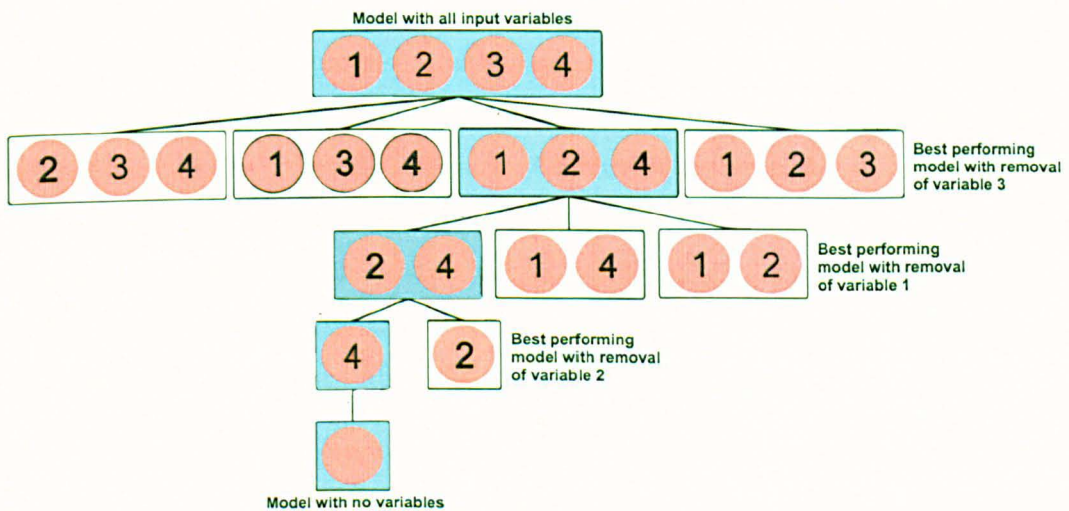 Model with all input variables
1 2 3 4
2 3 4 1 3 4 1 2 4 1 2 3
Best performing
model with removal
of variable 3
2 4 1 4 1 2
Best performing
model with removal
of variable 1
4 2
Best performing
model with removal
of variable 2
Model with no variables